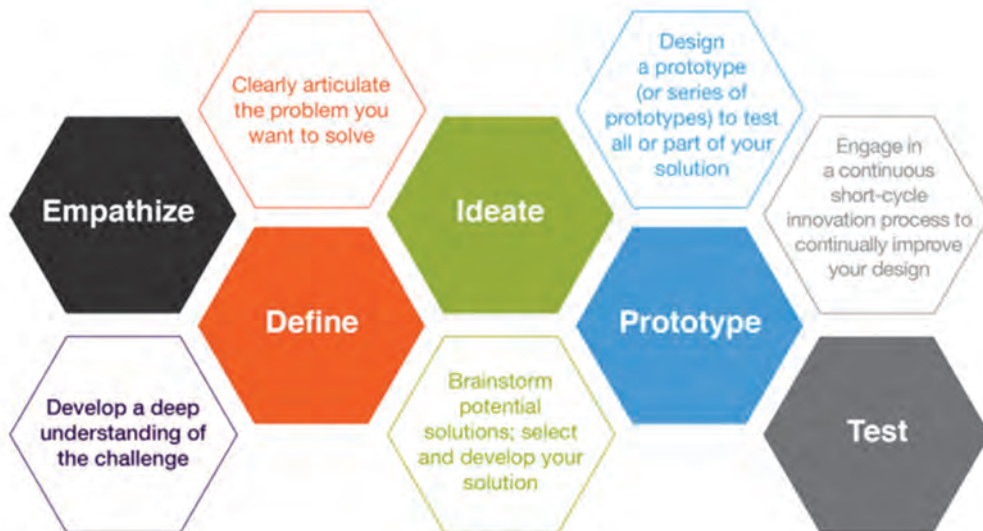 Empathize
Develop a deep
understanding of
the challenge
Clearly articulate
the problem you
want to solve
Define
Ideate
Brainstorm
potential
solutions; select
and develop your
solution
Design
a prototype
(or series of
prototypes) to test
all or part of your
solution
Prototype
Engage in
a continuous
short-cycle
innovation process to
continually improve
your design
Test